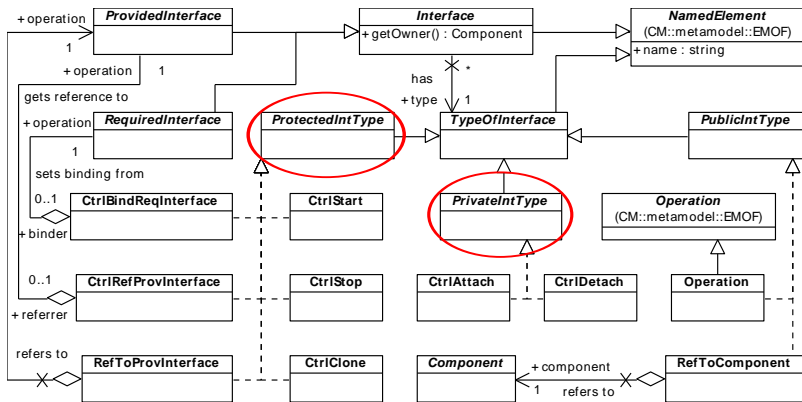 + operation
ProvidedInterface
Interface
+ getOwner() : Component
NamedElement
(CM::metamodel::EMOF)
+ name : string
1
+ operation
1
has
*
gets reference to
+ type
1
+ operation
RequiredInterface
ProtectedIntType
TypeOfInterface
PublicIntType
1
sets binding from
0..1
CtrlBindReqInterface
CtrlStart
PrivateIntType
Operation
(CM::metamodel::EMOF)
+ binder
0..1
CtrlRefProvInterface
CtrlStop
CtrlAttach
CtrlDetach
Operation
+ referrer
refers to
RefToProvInterface
CtrlClone
Component
+ component
RefToComponent
1
refers to